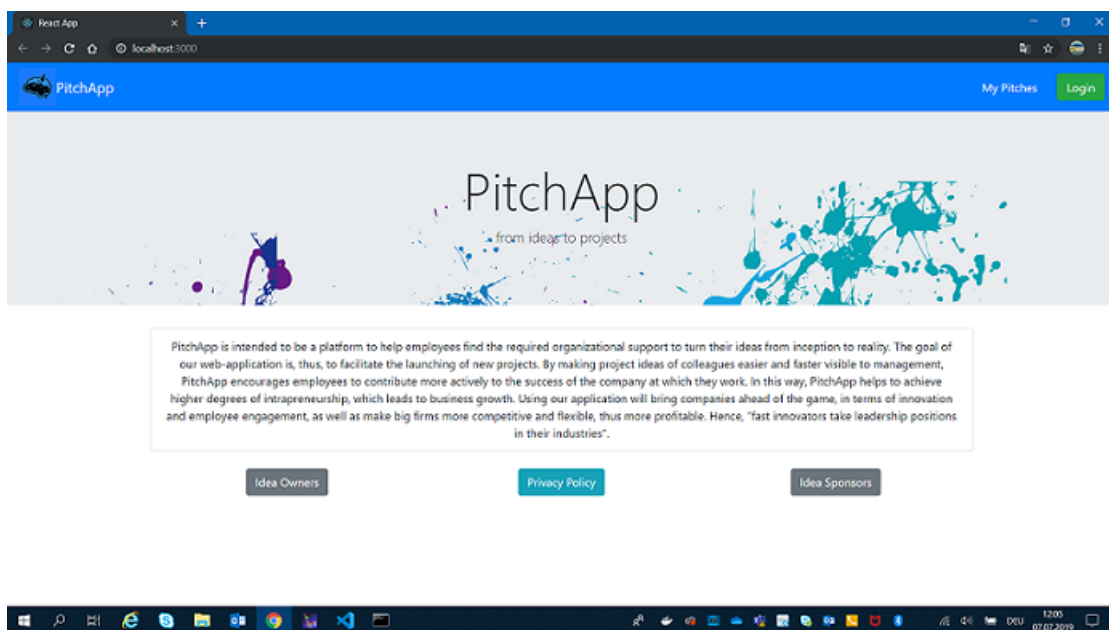 React App
localhost:3000
PitchApp
My Pitches
Login
PitchApp
from ideas to projects
PitchApp is intended to be a platform to help employees find the required organizational support to turn their ideas from inception to reality. The goal of
our web-application is, thus, to facilitate the launching of new projects. By making project ideas of colleagues easier and faster visible to management,
PitchApp encourages employees to contribute more actively to the success of the company at which they work. In this way, PitchApp helps to achieve
higher degrees of intrapreneurship, which leads to business growth. Using our application will bring companies ahead of the game, in terms of innovation
and employee engagement, as well as make big firms more competitive and flexible, thus more profitable. Hence, "fast innovators take leadership positions
in their industries".
Idea Owners
Privacy Policy
Idea Sponsors
DEU
12:05
07.07.2019